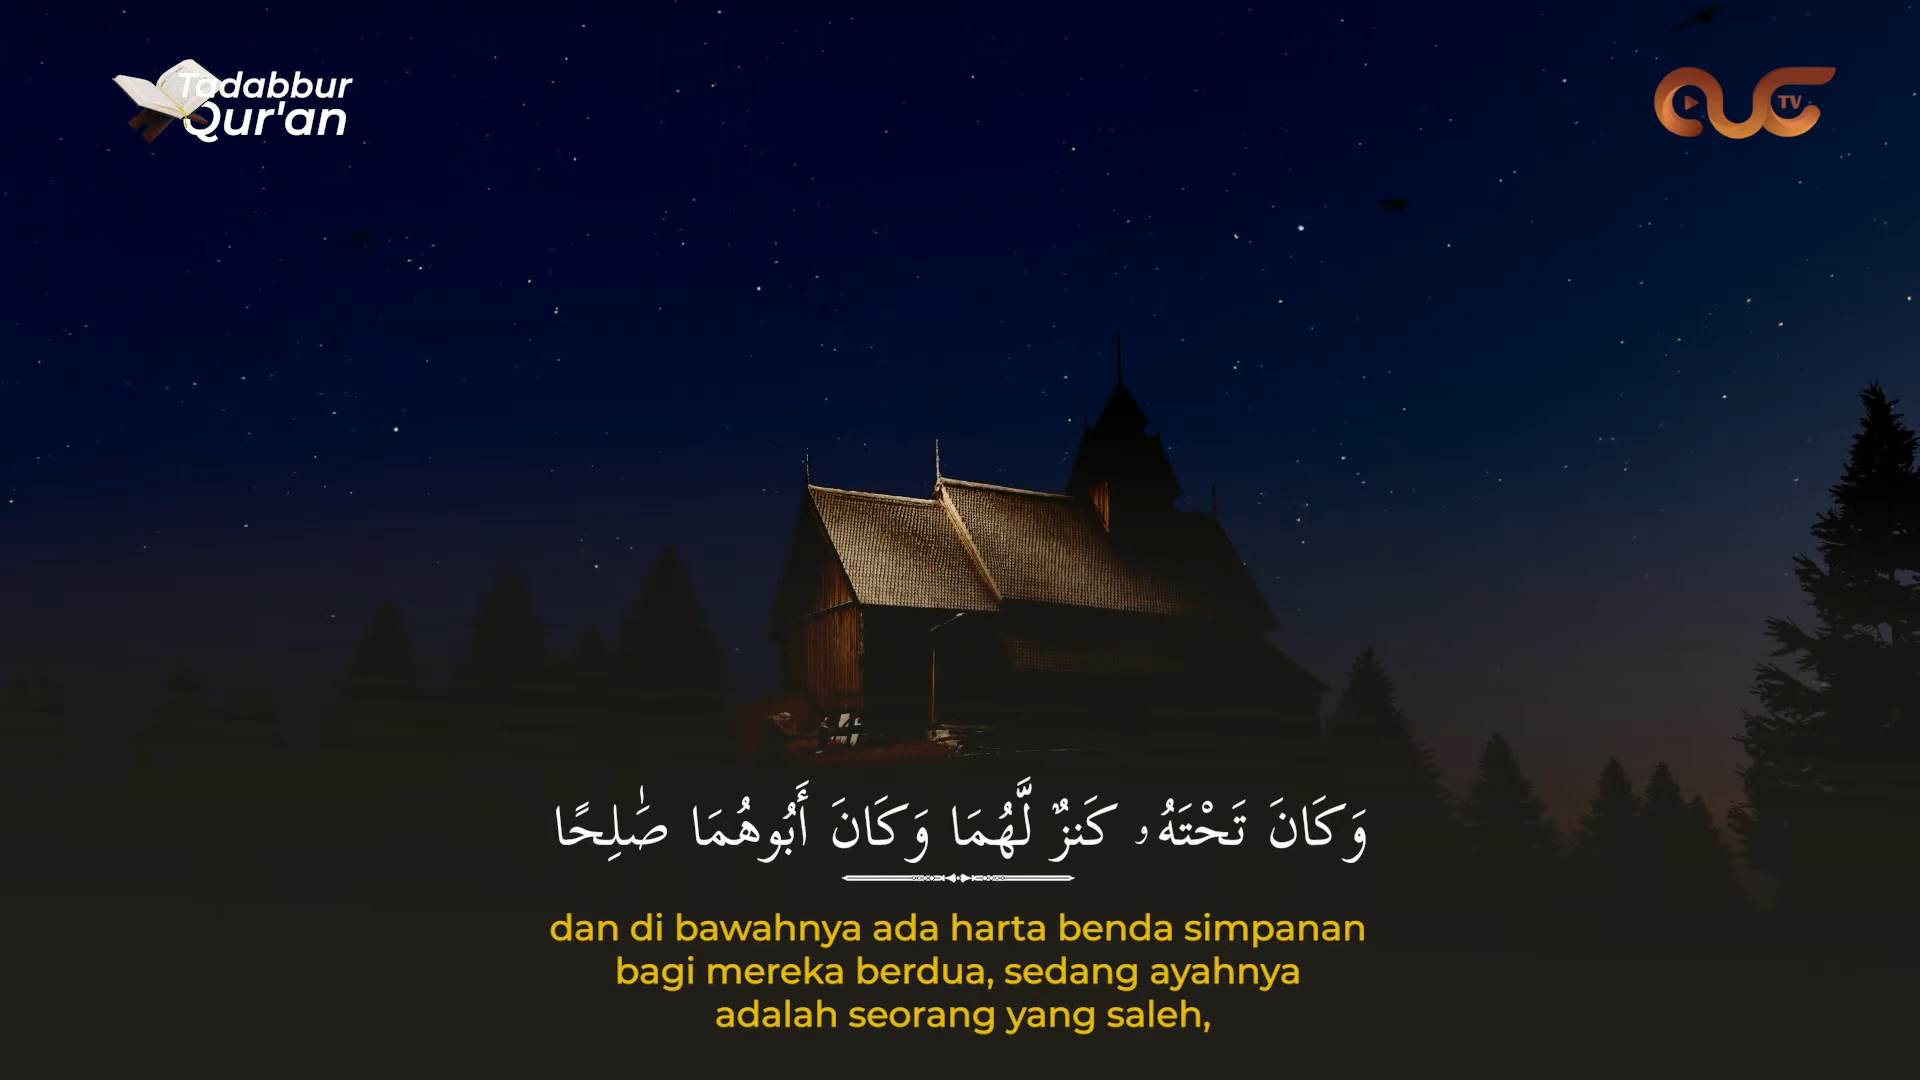 Tadabbur
Qur'an
TV
وَكَانَ تَحْتَهُۥ كَنزٌ لَّهُمَا وَكَانَ أَبُوهُمَا صَٰلِحًا
dan di bawahnya ada harta benda simpanan
bagi mereka berdua, sedang ayahnya
adalah seorang yang saleh,